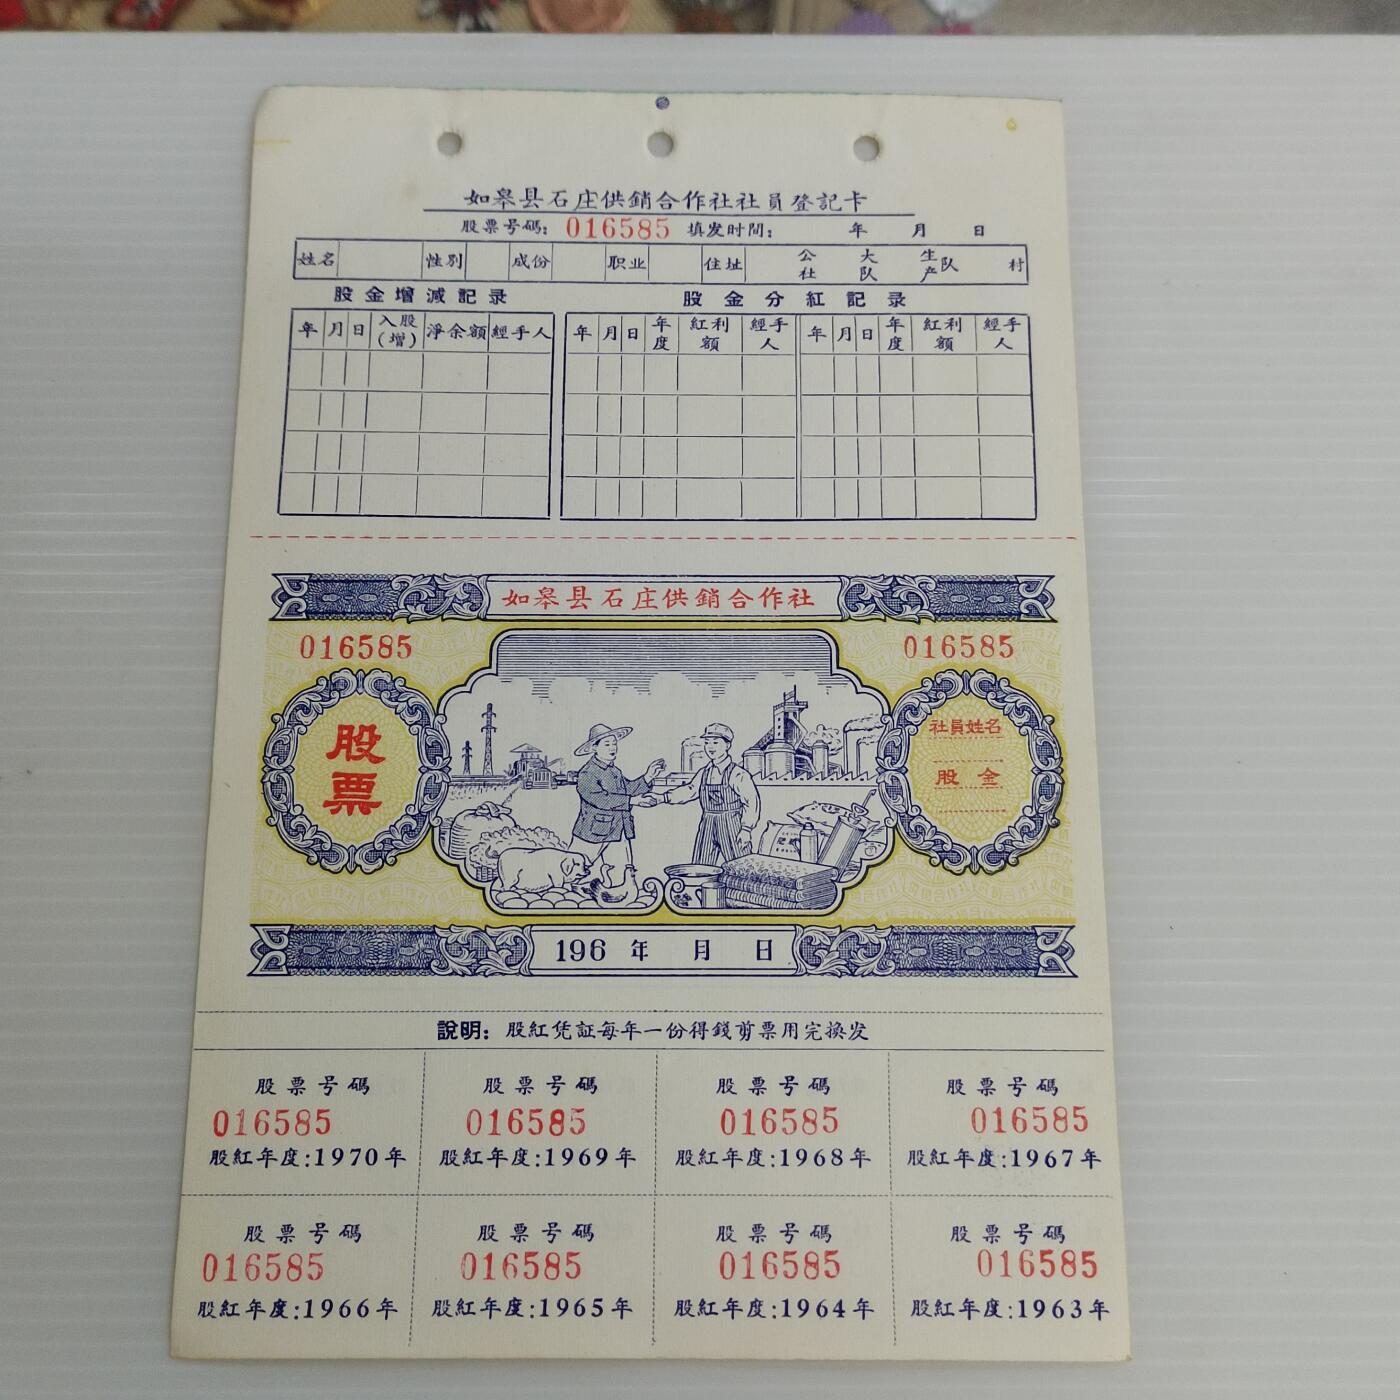 如皋县石庄供銷合作社社員登記卡
股票号碼：016585 填发时間： 年 月 日
姓名 性别 成份 职业 住址 公社 大队 生产队 村
股金增減記录 股金分紅記录
年 月 日 入股(增) 淨余額 經手人 年 月 日 年度 紅利額 經手人 年 月 日 年度 紅利額 經手人
如皋县石庄供銷合作社
016585 016585
股票
社員姓名
股金
196 年 月 日
說明：股紅凭証每年一份得錢剪票用完換发
股票号碼 股票号碼 股票号碼 股票号碼
016585 016585 016585 016585
股紅年度:1970年 股紅年度:1969年 股紅年度:1968年 股紅年度:1967年
股票号碼 股票号碼 股票号碼 股票号碼
016585 016585 016585 016585
股紅年度:1966年 股紅年度:1965年 股紅年度:1964年 股紅年度:1963年